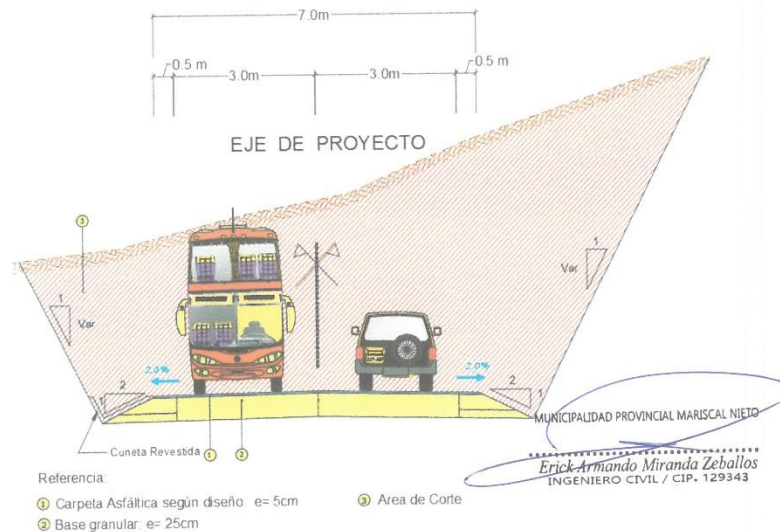 7.0m
0.5 m
3.0m
3.0m
0.5 m
EJE DE PROYECTO
3
1
Var
1
Var
2.0%
2.0%
2
1
2
1
Cuneta Revestida
1
2
MUNICIPALIDAD PROVINCIAL MARISCAL NIETO
Erick Armando Miranda Zeballos
INGENIERO CIVIL / CIP. 129343
Referencia:
1 Carpeta Asfáltica según diseño e= 5cm
3 Area de Corte
2 Base granular: e= 25cm